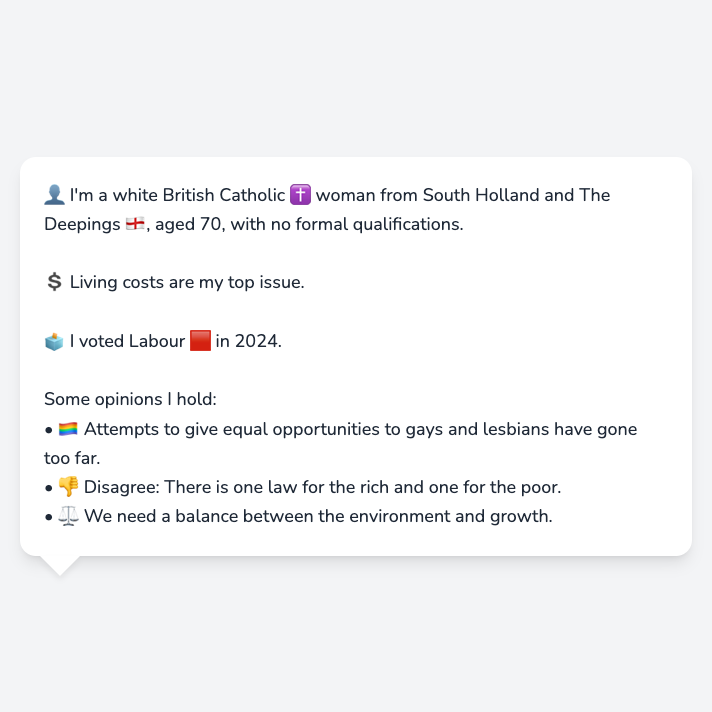 👤 I'm a white British Catholic ✝️ woman from South Holland and The
Deepings 🏴󠁧󠁢󠁥󠁮󠁧󠁿, aged 70, with no formal qualifications.
💲 Living costs are my top issue.
🗳️ I voted Labour 🟥 in 2024.
Some opinions I hold:
• 🏳️‍🌈 Attempts to give equal opportunities to gays and lesbians have gone
too far.
• 👎 Disagree: There is one law for the rich and one for the poor.
• ⚖️ We need a balance between the environment and growth.